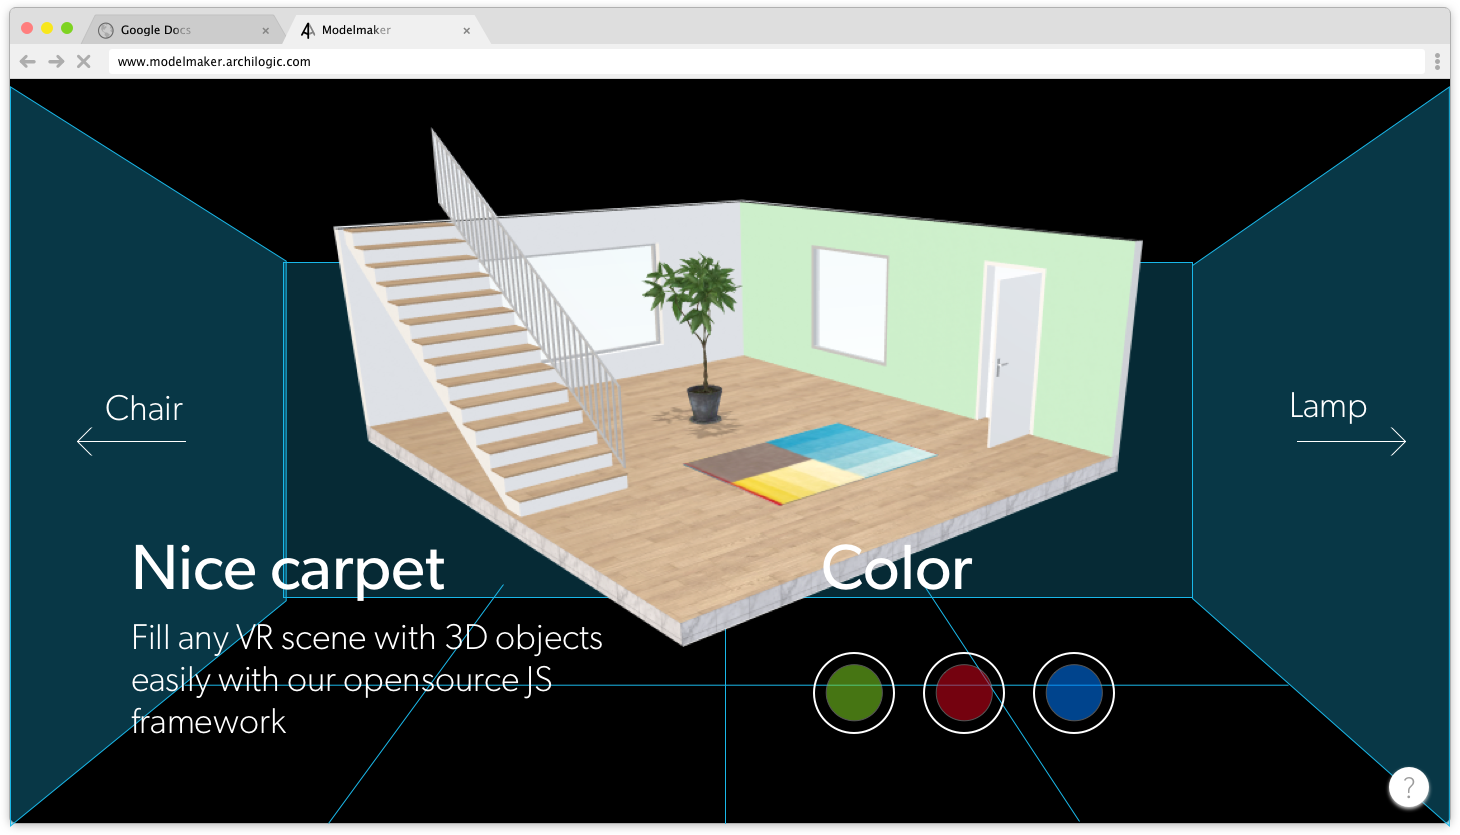 Google Docs
Modelmaker
www.modelmaker.archilogic.com
Chair
Lamp
Nice carpet
Fill any VR scene with 3D objects
easily with our opensource JS
framework
Color
?